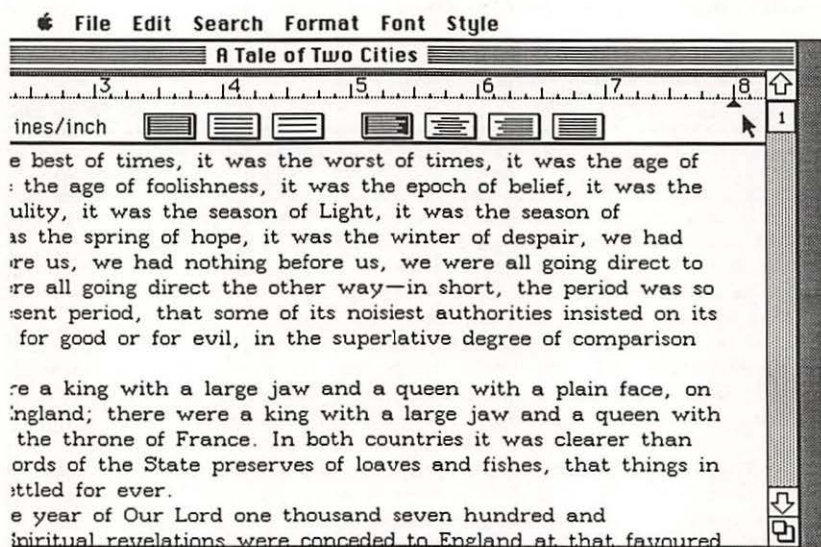 File Edit Search Format Font Style
A Tale of Two Cities
3 4 5 6 7 8
ines/inch
1
e best of times, it was the worst of times, it was the age of
the age of foolishness, it was the epoch of belief, it was the
ulity, it was the season of Light, it was the season of
as the spring of hope, it was the winter of despair, we had
re us, we had nothing before us, we were all going direct to
re all going direct the other way—in short, the period was so
sent period, that some of its noisiest authorities insisted on its
for good or for evil, in the superlative degree of comparison
re a king with a large jaw and a queen with a plain face, on
ngland; there were a king with a large jaw and a queen with
the throne of France. In both countries it was clearer than
ords of the State preserves of loaves and fishes, that things in
ttled for ever.
e year of Our Lord one thousand seven hundred and
piritual revelations were conceded to England at that favoured